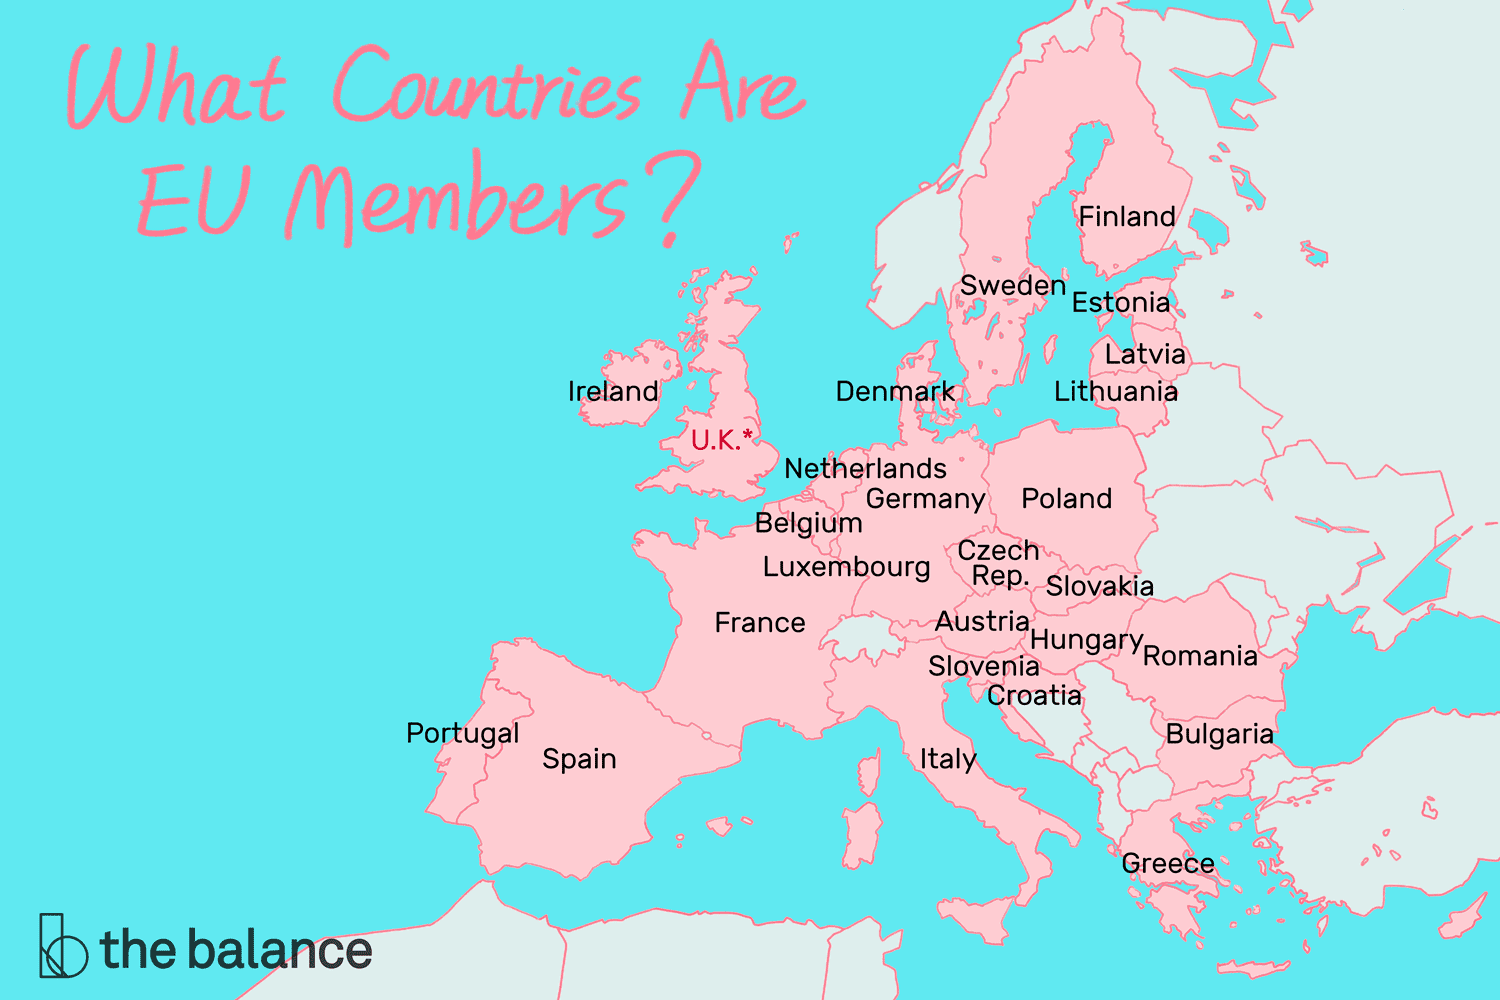 What Countries Are
EU Members?
Finland
Sweden
Estonia
Latvia
Ireland
Denmark
Lithuania
U.K.*
Netherlands
Germany
Poland
Belgium
Czech
Rep.
Luxembourg
Slovakia
France
Austria
Hungary
Romania
Slovenia
Croatia
Portugal
Spain
Italy
Bulgaria
Greece
the balance